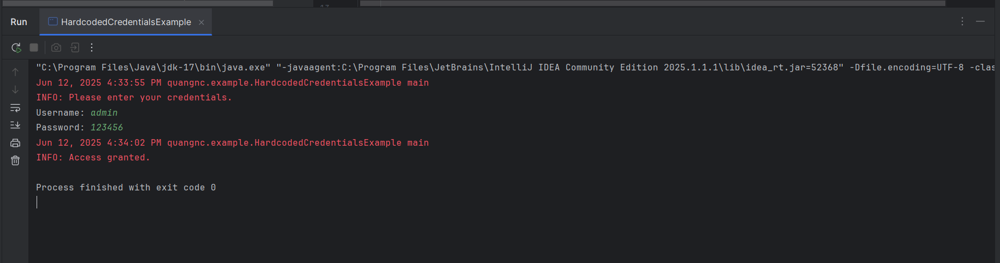 Run HardcodedCredentialsExample
"C:\Program Files\Java\jdk-17\bin\java.exe" "-javaagent:C:\Program Files\JetBrains\IntelliJ IDEA Community Edition 2025.1.1.1\lib\idea_rt.jar=52368" -Dfile.encoding=UTF-8 -clas
Jun 12, 2025 4:33:55 PM quangnc.example.HardcodedCredentialsExample main
INFO: Please enter your credentials.
Username: admin
Password: 123456
Jun 12, 2025 4:34:02 PM quangnc.example.HardcodedCredentialsExample main
INFO: Access granted.
Process finished with exit code 0